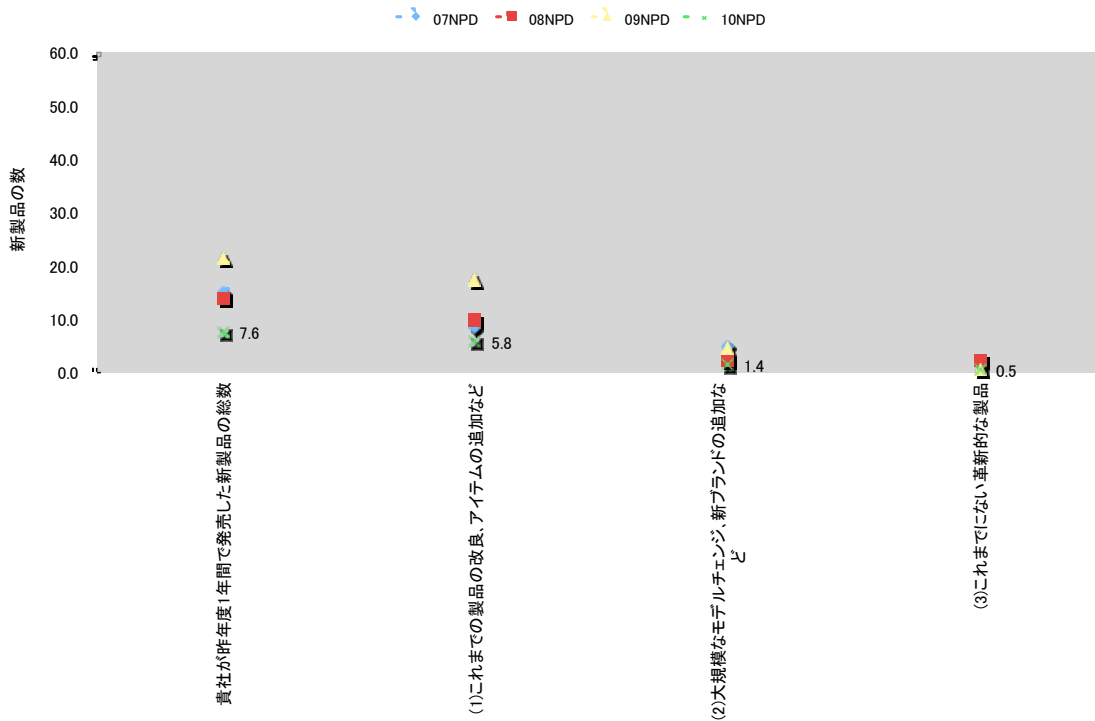 07NPD 08NPD 09NPD 10NPD
60.0
50.0
40.0
30.0
20.0
10.0
0.0
新製品の数
7.6
5.8
1.4
0.5
貴社が昨年度1年間で発売した新製品の総数
(1)これまでの製品の改良、アイテムの追加など
(2)大規模なモデルチェンジ、新ブランドの追加な
ど
(3)これまでにない革新的な製品